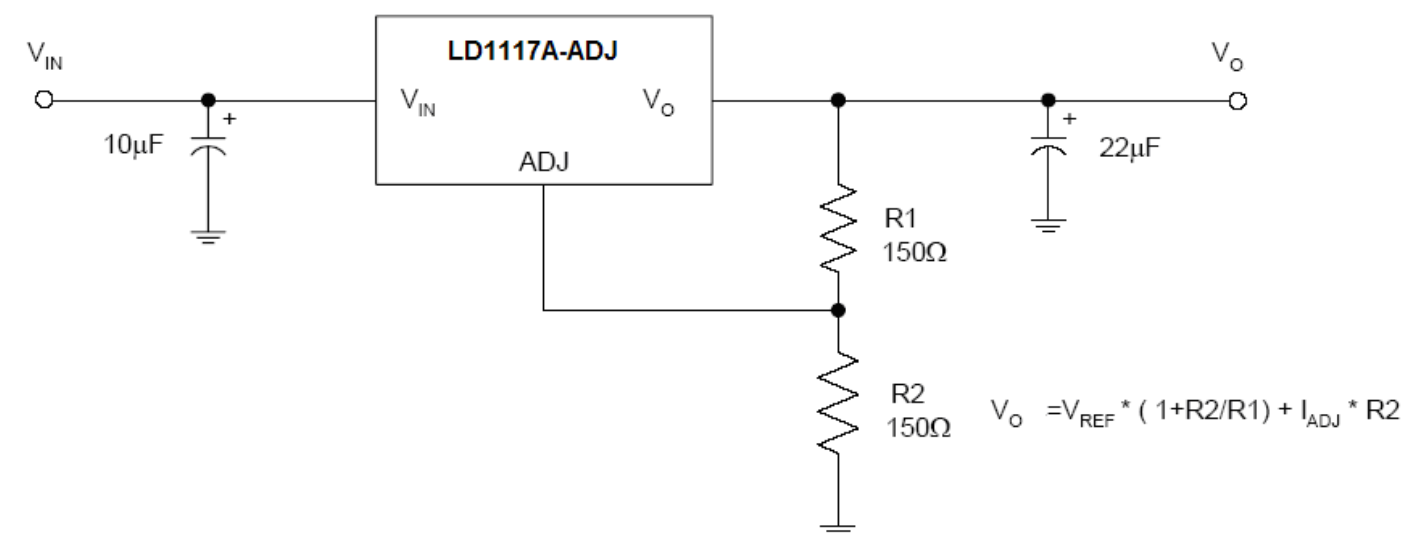 LD1117A-ADJ
V_IN
V_O
V_IN
V_O
+
10μF
+
22μF
ADJ
R1
150Ω
R2
150Ω
V_O =V_REF * ( 1+R2/R1) + I_ADJ * R2